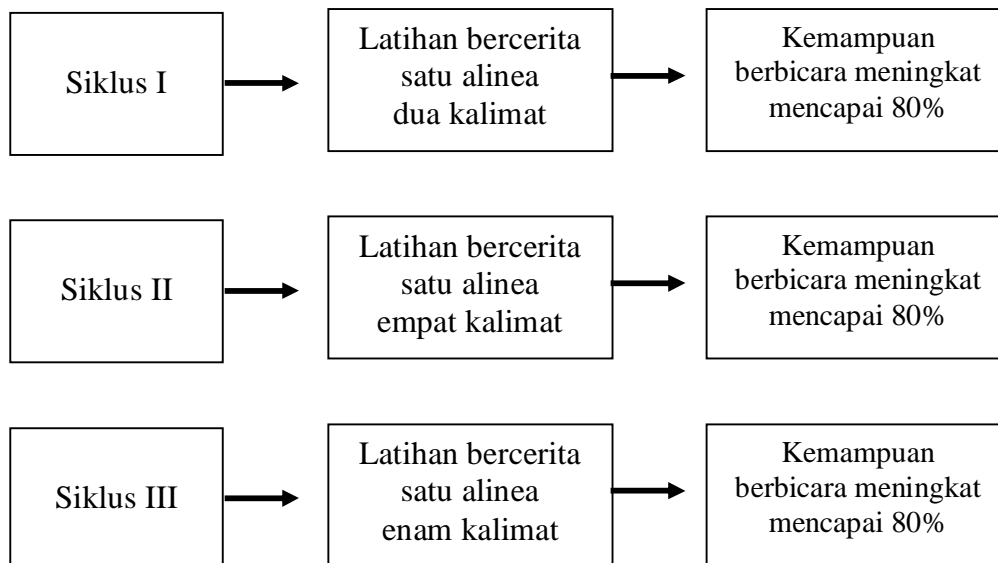 Siklus I
Latihan bercerita
satu alinea
dua kalimat
Kemampuan
berbicara meningkat
mencapai 80%
Siklus II
Latihan bercerita
satu alinea
empat kalimat
Kemampuan
berbicara meningkat
mencapai 80%
Siklus III
Latihan bercerita
satu alinea
enam kalimat
Kemampuan
berbicara meningkat
mencapai 80%